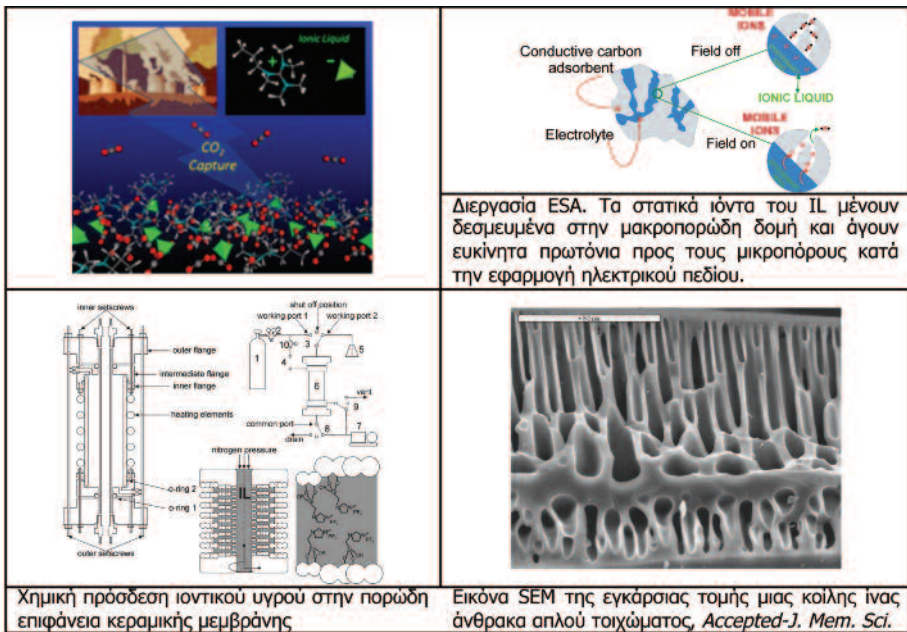 Ionic Liquid
+
-
CO2
Capture
MOBILE
IONS
Conductive carbon
adsorbent
Field off
IONIC LIQUID
MOBILE
IONS
Electrolyte
Field on
Διεργασία ESA. Τα στατικά ιόντα του IL μένουν
δεσμευμένα στην μακροπορώδη δομή και άγουν
ευκίνητα πρωτόνια προς τους μικροπόρους κατά
την εφαρμογή ηλεκτρικού πεδίου.
inner setscrews
outer flange
intermediate flange
inner flange
heating elements
o-ring 2
o-ring 1
outer setscrews
shut off position
working port 1
working port 2
1
2
10
3
4
5
6
vent
9
common port
8
7
drain
nitrogen pressure
IL
Χημική πρόσδεση ιοντικού υγρού στην πορώδη
επιφάνεια κεραμικής μεμβράνης
Εικόνα SEM της εγκάρσιας τομής μιας κοίλης ίνας
άνθρακα απλού τοιχώματος, Accepted-J. Mem. Sci.